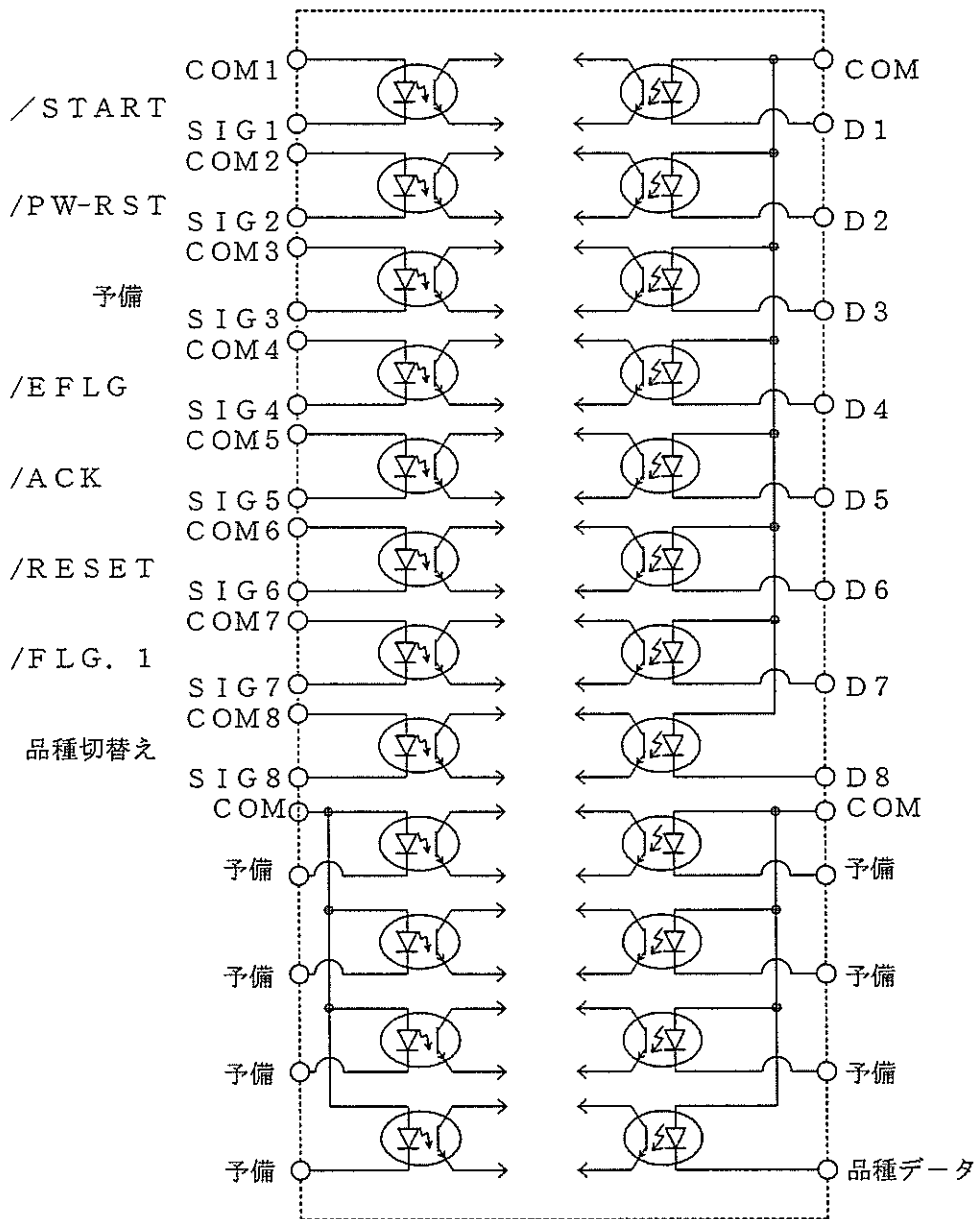 COM1
COM
/START
SIG1
D1
COM2
/PW-RST
SIG2
D2
COM3
予備
SIG3
D3
COM4
/EFLG
SIG4
D4
COM5
/ACK
SIG5
D5
COM6
/RESET
SIG6
D6
COM7
/FLG. 1
SIG7
D7
COM8
品種切替え
SIG8
D8
COM
COM
予備
予備
予備
予備
予備
予備
予備
品種データ